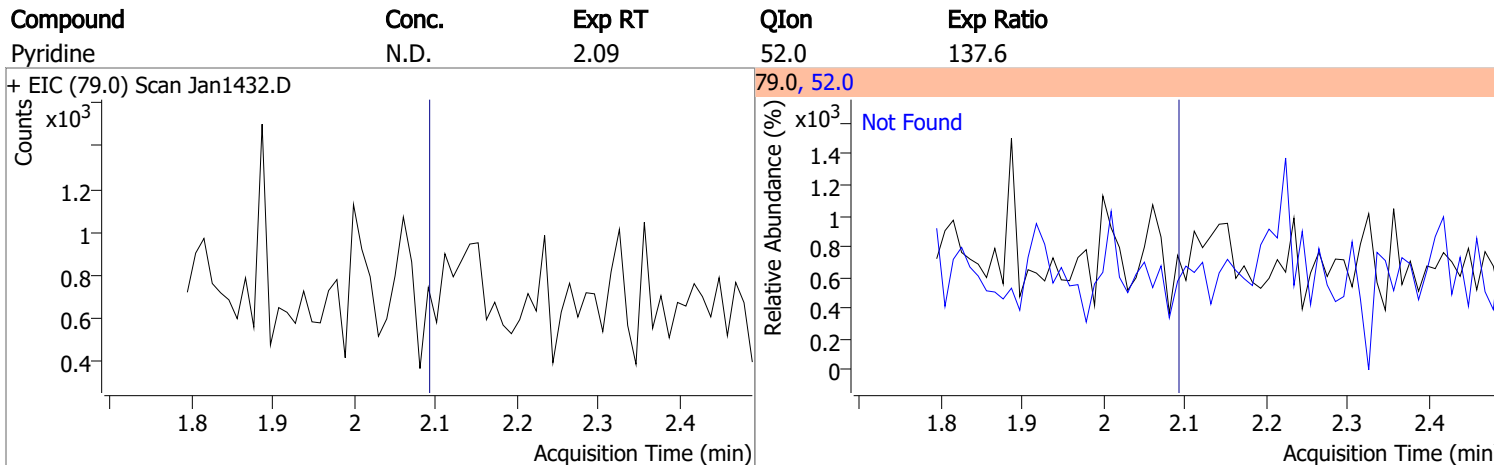 Compound Conc. Exp RT QIon Exp Ratio
Pyridine N.D. 2.09 52.0 137.6
+ EIC (79.0) Scan Jan1432.D
Counts
x10³
1.2
1
0.8
0.6
0.4
1.8 1.9 2 2.1 2.2 2.3 2.4
Acquisition Time (min)
79.0, 52.0
Relative Abundance (%)
x10³
Not Found
1.4
1.2
1
0.8
0.6
0.4
0.2
0
1.8 1.9 2 2.1 2.2 2.3 2.4
Acquisition Time (min